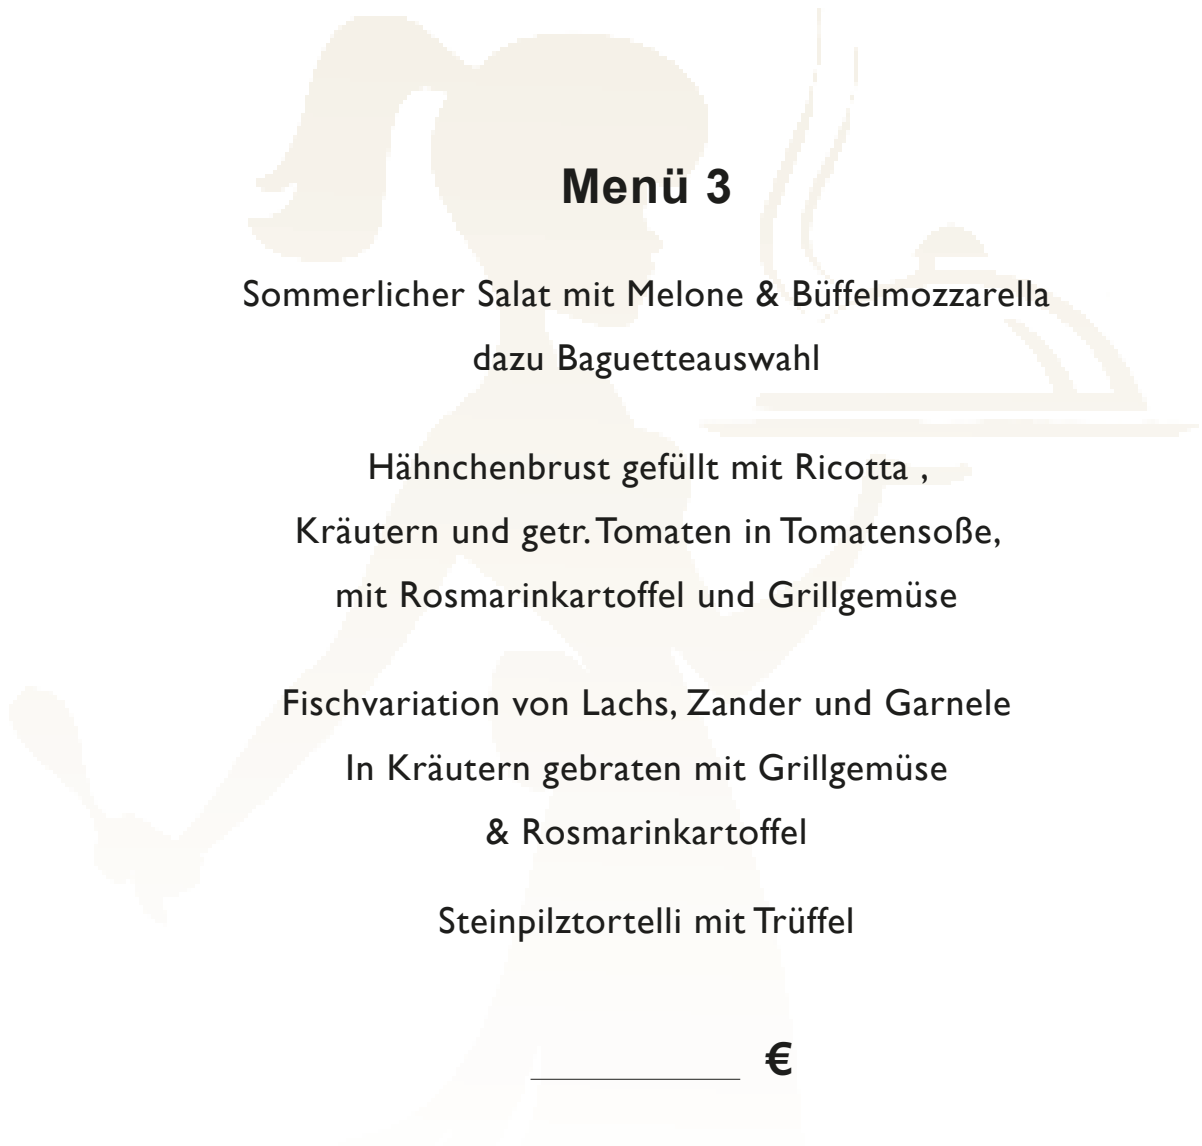 Menü 3
Sommerlicher Salat mit Melone & Büffelmozzarella
dazu Baguetteauswahl
Hähnchenbrust gefüllt mit Ricotta ,
Kräutern und getr. Tomaten in Tomatensoße,
mit Rosmarinkartoffel und Grillgemüse
Fischvariation von Lachs, Zander und Garnele
In Kräutern gebraten mit Grillgemüse
& Rosmarinkartoffel
Steinpilztortelli mit Trüffel
__________ €